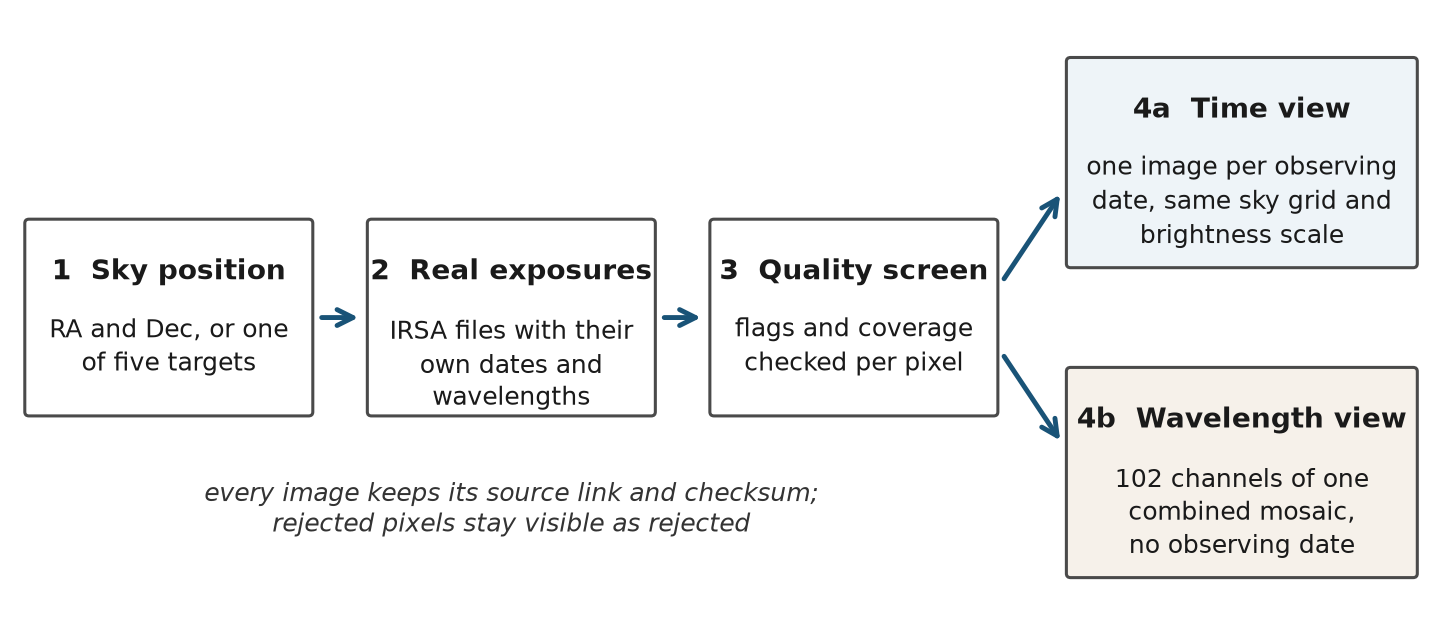 1 Sky position
RA and Dec, or one
of five targets
2 Real exposures
IRSA files with their
own dates and
wavelengths
3 Quality screen
flags and coverage
checked per pixel
4a Time view
one image per observing
date, same sky grid and
brightness scale
4b Wavelength view
102 channels of one
combined mosaic,
no observing date
every image keeps its source link and checksum;
rejected pixels stay visible as rejected